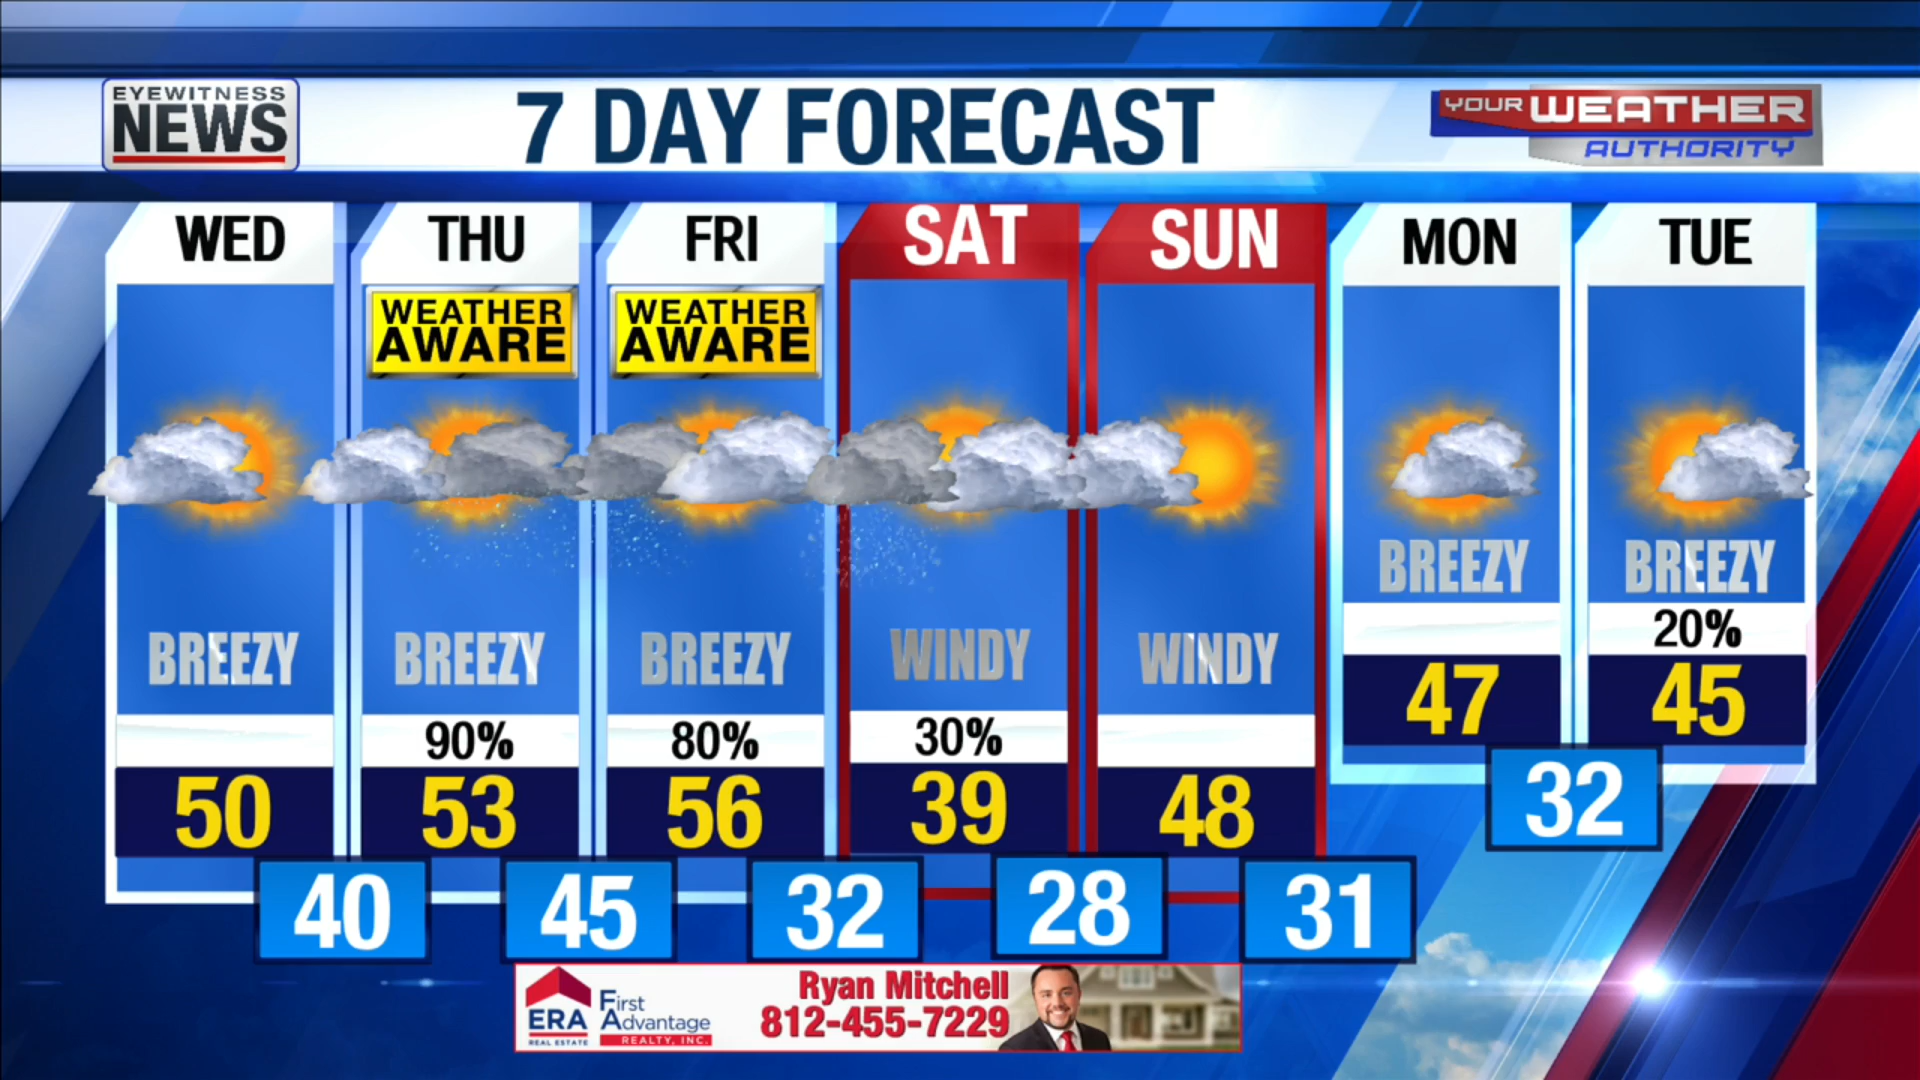 EYEWITNESS
NEWS
7 DAY FORECAST
YOUR WEATHER
AUTHORITY
WED
BREEZY
50
40
THU
WEATHER
AWARE
BREEZY
90%
53
45
FRI
WEATHER
AWARE
BREEZY
80%
56
32
SAT
WINDY
30%
39
28
SUN
WINDY
48
31
MON
BREEZY
47
32
TUE
BREEZY
20%
45
ERA
REAL ESTATE
First
Advantage
REALTY, INC.
Ryan Mitchell
812-455-7229